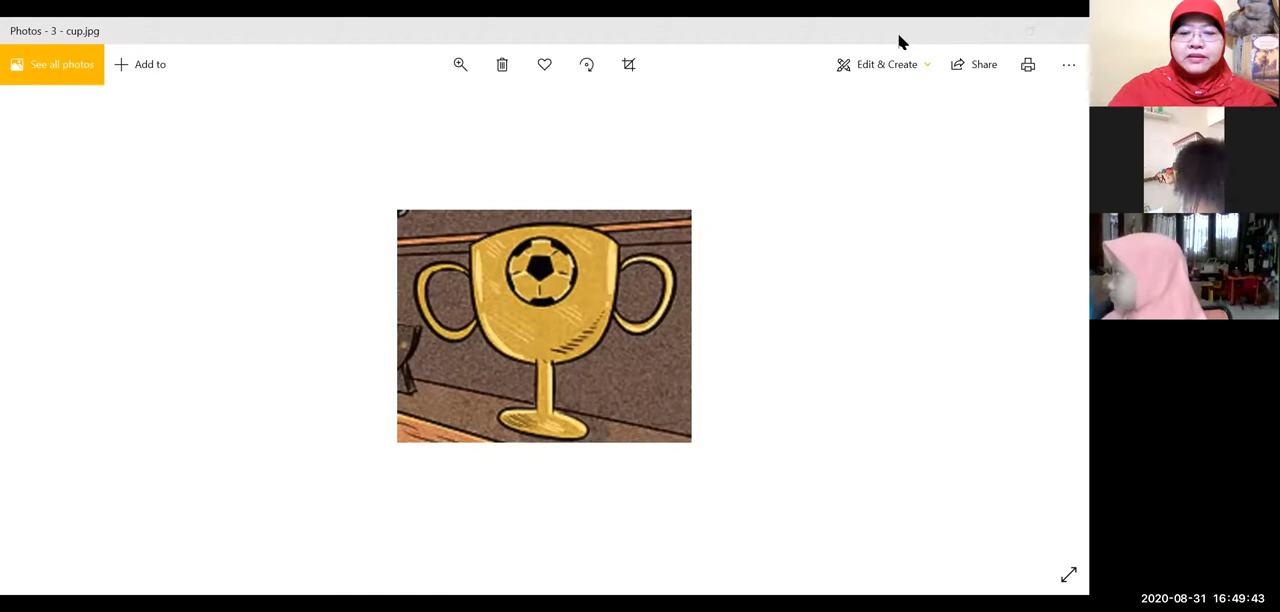 Photos - 3 - cup.jpg
See all photos
Add to
Edit & Create
Share
2020-08-31 16:49:43